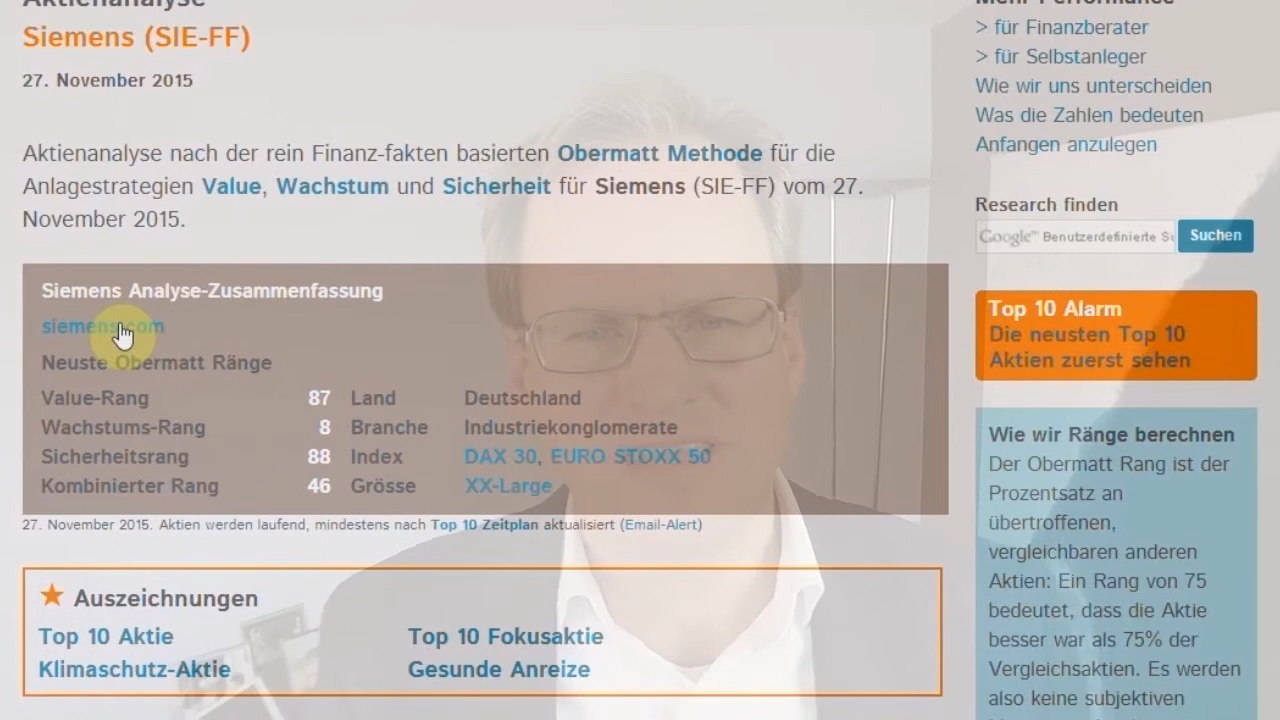 Aktienanalyse
Siemens (SIE-FF)
27. November 2015
Aktienanalyse nach der rein Finanz-fakten basierten Obermatt Methode für die
Anlagestrategien Value, Wachstum und Sicherheit für Siemens (SIE-FF) vom 27.
November 2015.
Siemens Analyse-Zusammenfassung
siemens.com
Neuste Obermatt Ränge
Value-Rang 87 Land Deutschland
Wachstums-Rang 8 Branche Industriekonglomerate
Sicherheitsrang 88 Index DAX 30, EURO STOXX 50
Kombinierter Rang 46 Grösse XX-Large
27. November 2015. Aktien werden laufend, mindestens nach Top 10 Zeitplan aktualisiert (Email-Alert)
★ Auszeichnungen
Top 10 Aktie Top 10 Fokusaktie
Klimaschutz-Aktie Gesunde Anreize
Mehr Performance
> für Finanzberater
> für Selbstanleger
Wie wir uns unterscheiden
Was die Zahlen bedeuten
Anfangen anzulegen
Research finden
Google™ Benutzerdefinierte Su Suchen
Top 10 Alarm
Die neusten Top 10
Aktien zuerst sehen
Wie wir Ränge berechnen
Der Obermatt Rang ist der
Prozentsatz an
übertroffenen,
vergleichbaren anderen
Aktien: Ein Rang von 75
bedeutet, dass die Aktie
besser war als 75% der
Vergleichsaktien. Es werden
also keine subjektiven